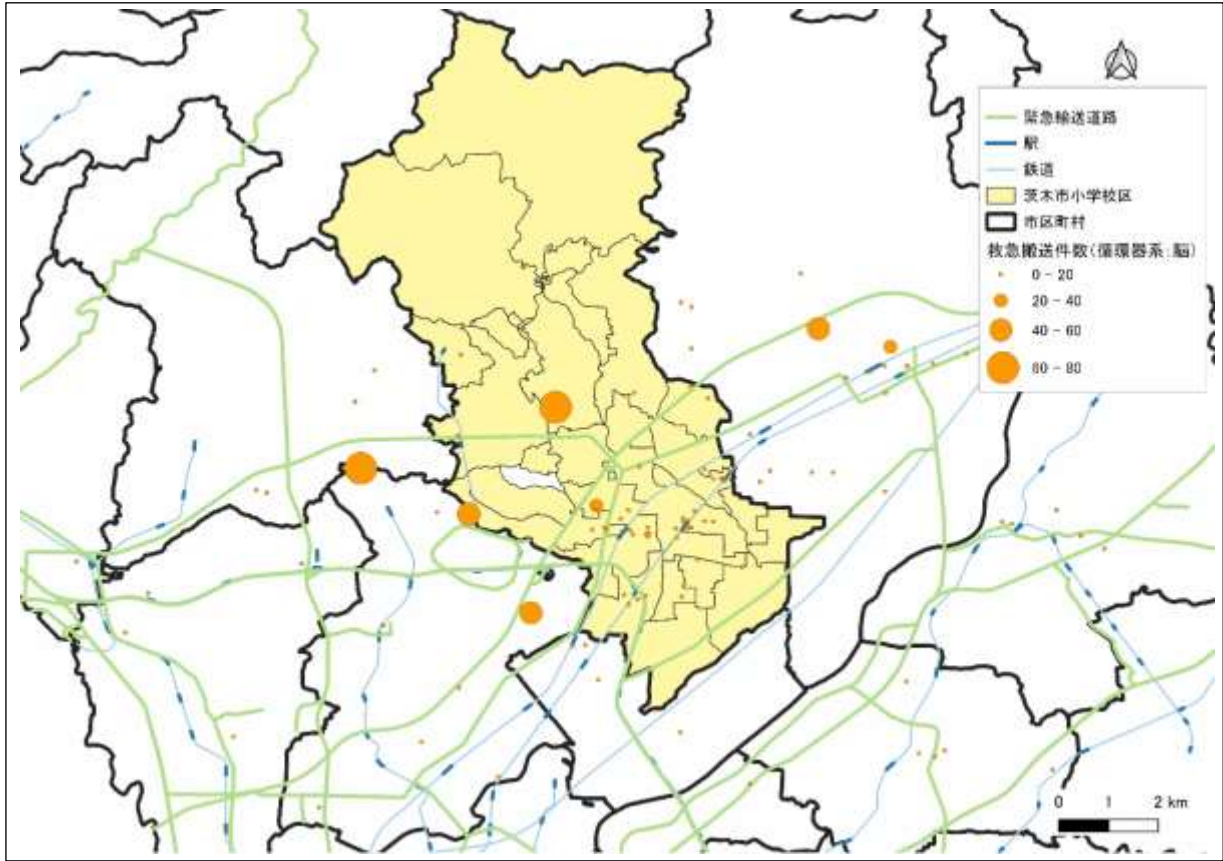 緊急輸送道路
駅
鉄道
茨木市小学校区
市区町村
救急搬送件数(循環器系:脳)
0 - 20
20 - 40
40 - 60
60 - 80
0 1 2 km